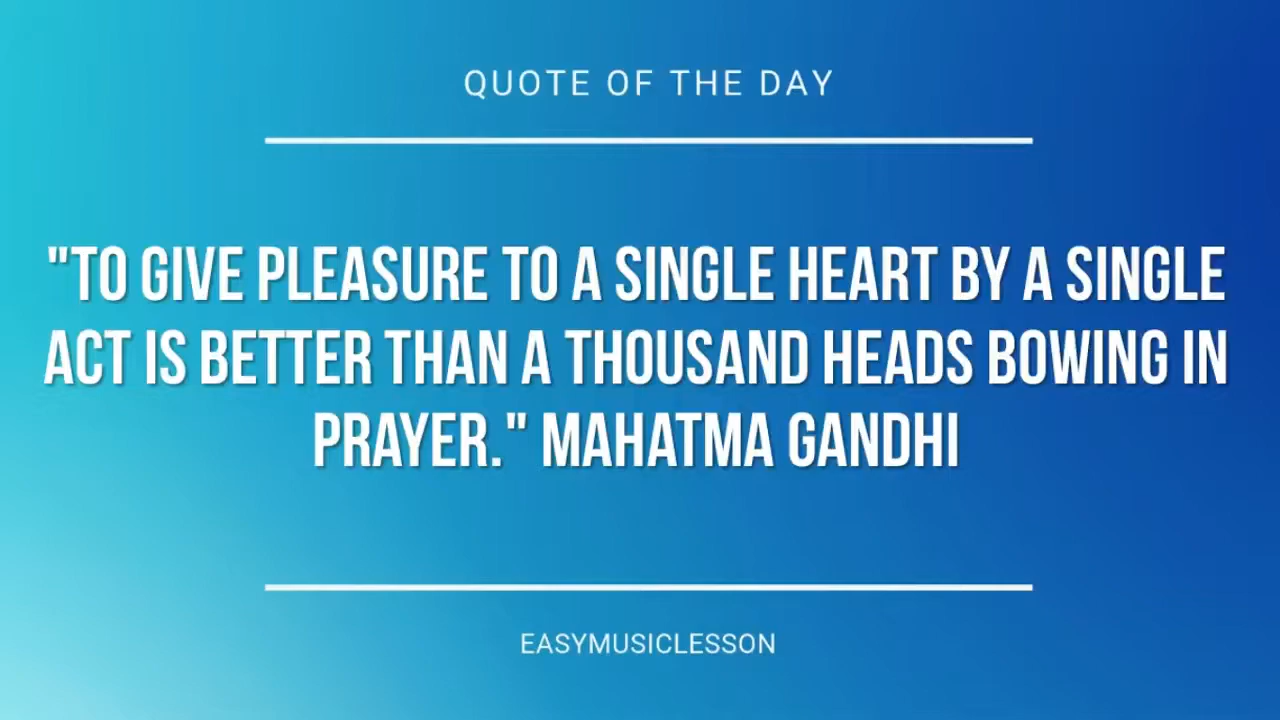 QUOTE OF THE DAY
"TO GIVE PLEASURE TO A SINGLE HEART BY A SINGLE
ACT IS BETTER THAN A THOUSAND HEADS BOWING IN
PRAYER." MAHATMA GANDHI
EASYMUSICLESSON